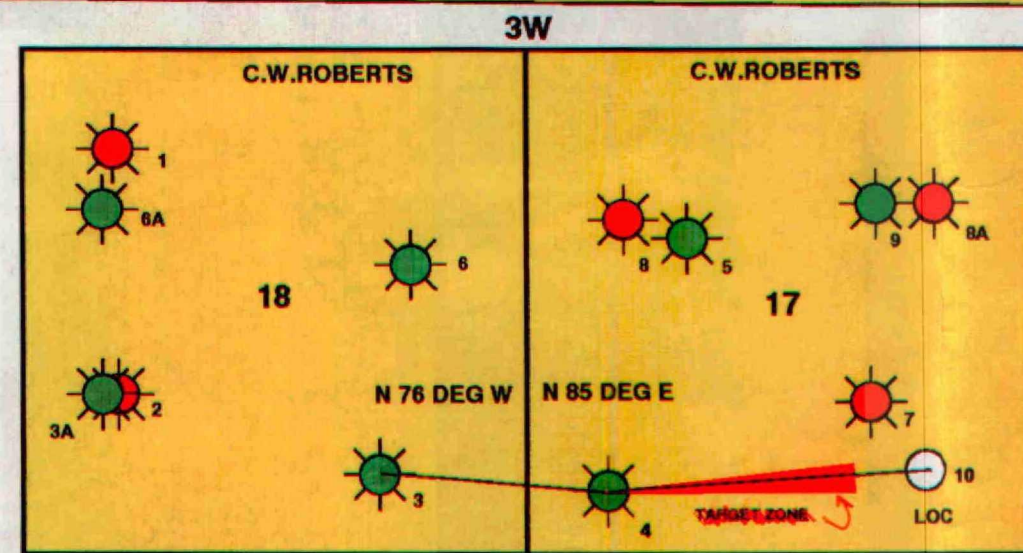 3W
C.W.ROBERTS
C.W.ROBERTS
1
6A
6
8
5
9
8A
18
17
2
3A
N 76 DEG W
N 85 DEG E
7
3
4
TARGET ZONE
10
LOC